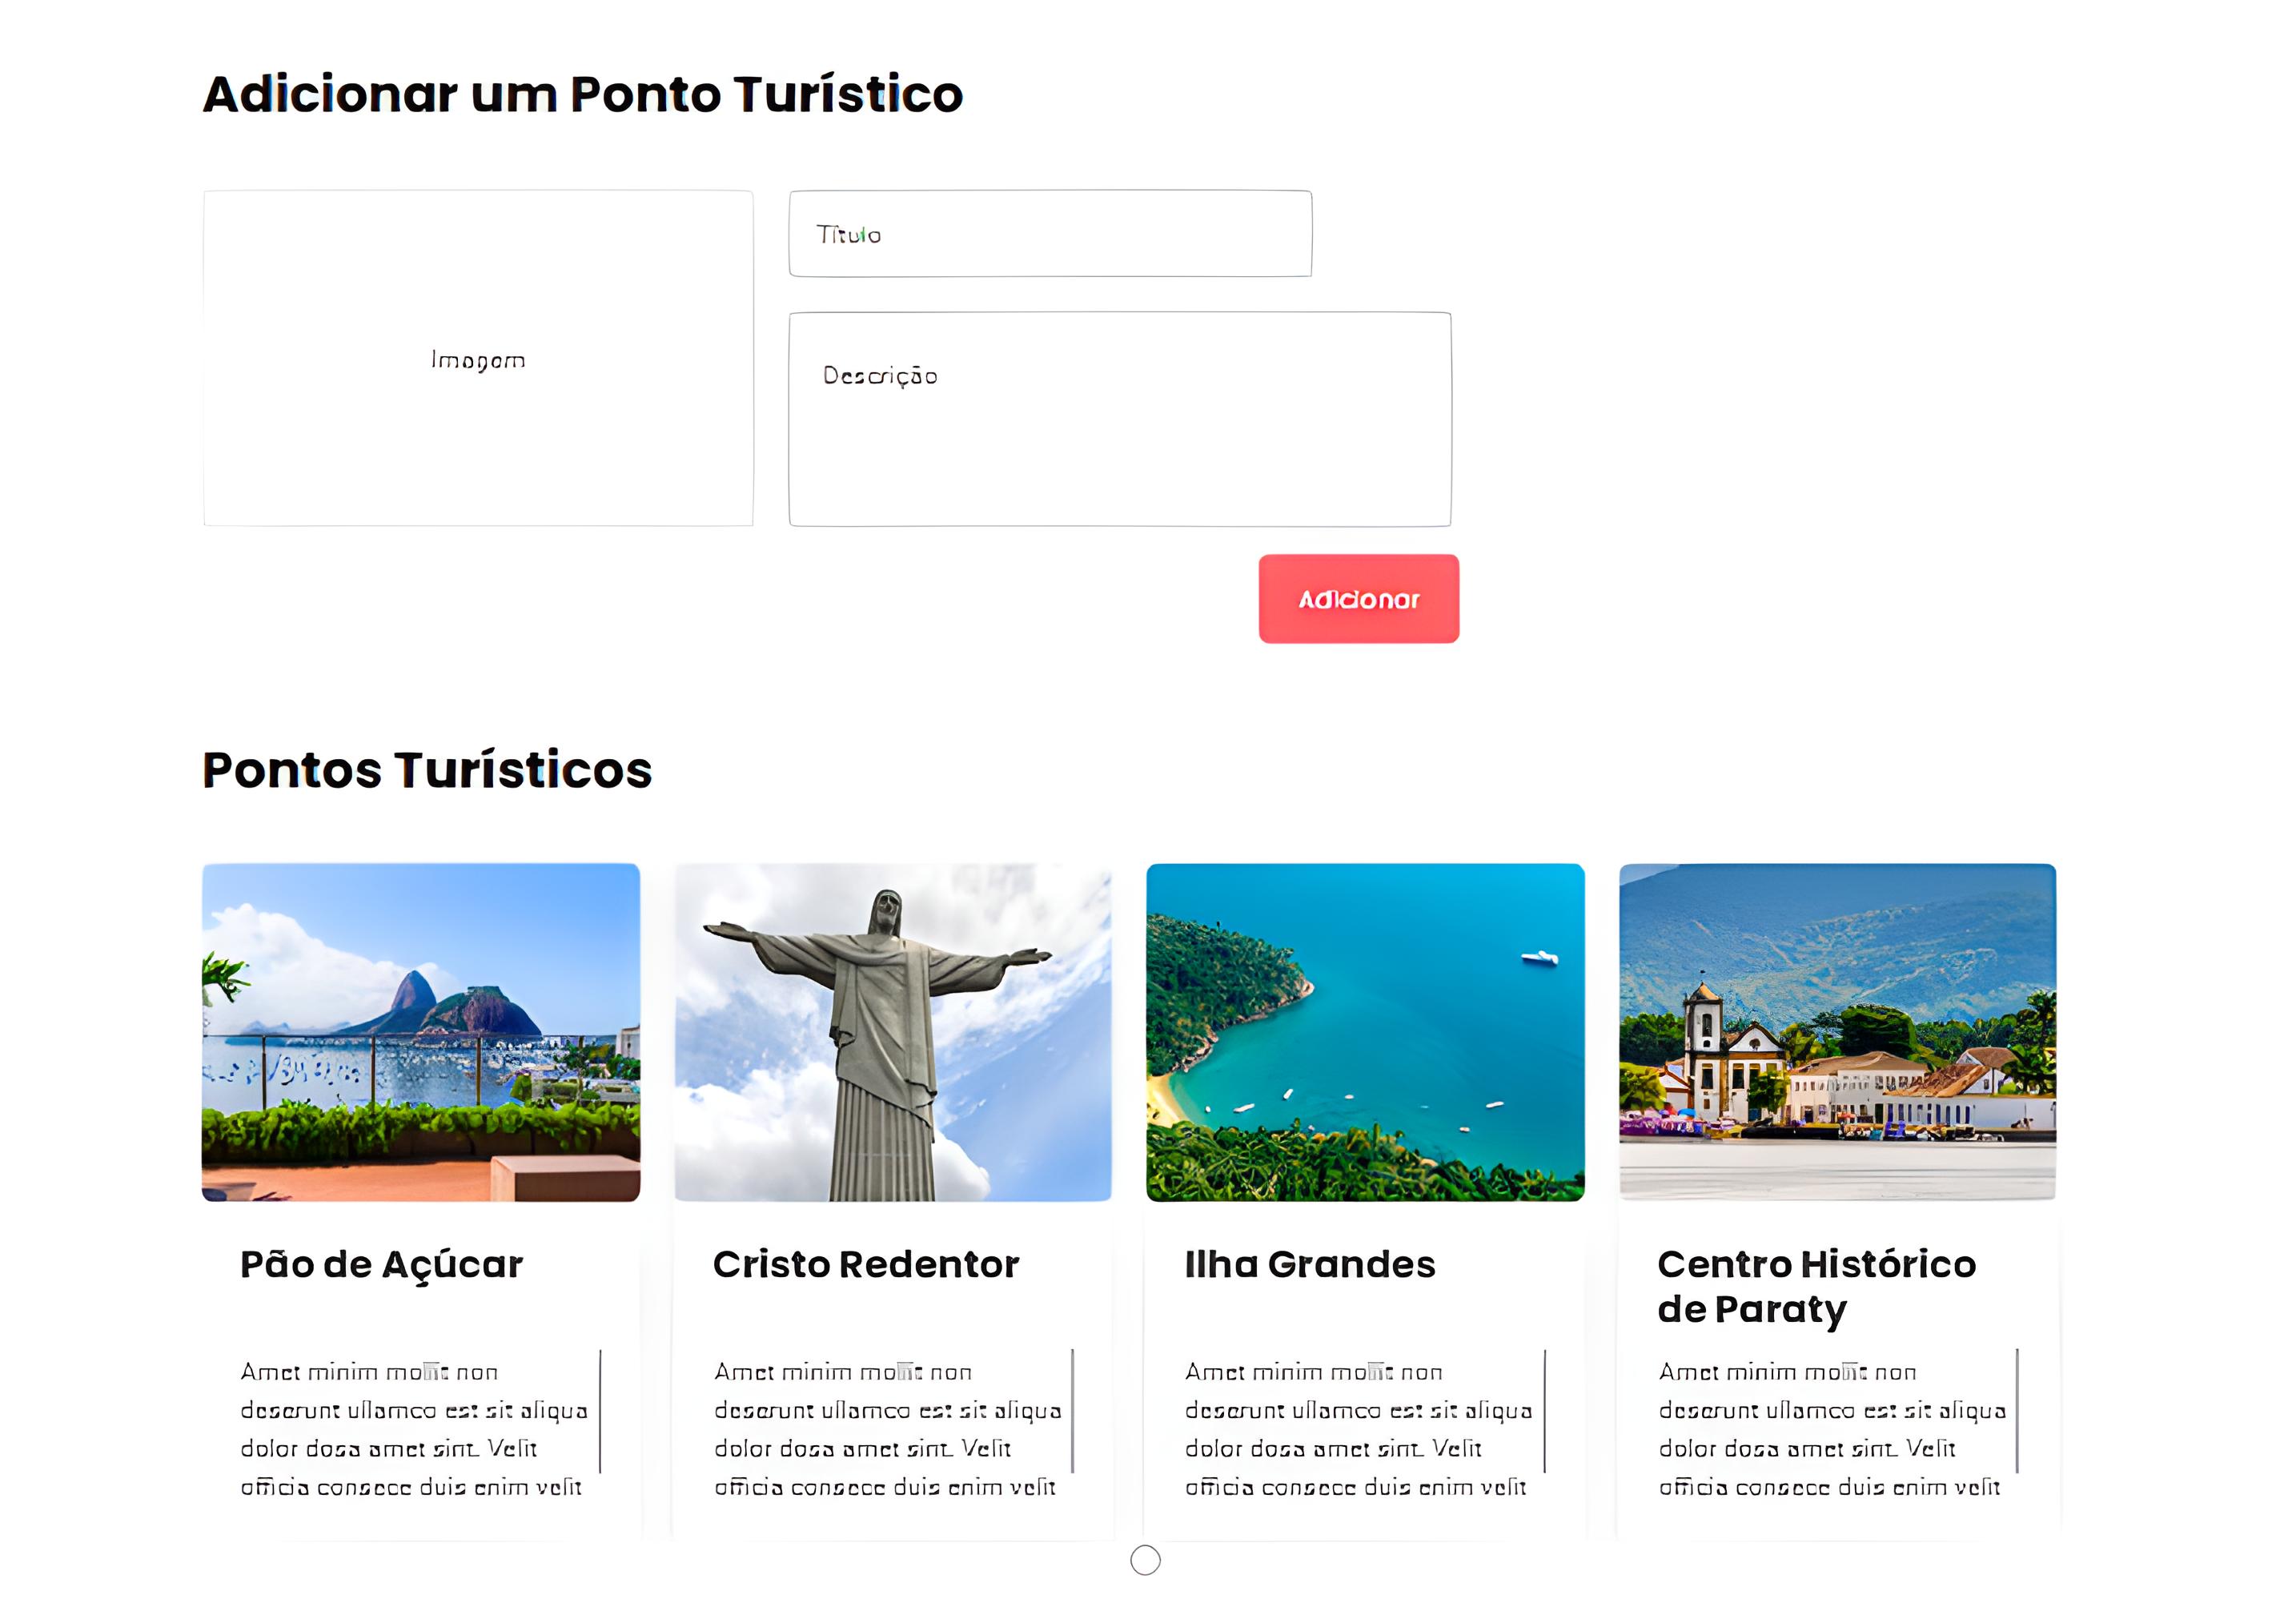 Adicionar um Ponto Turístico
Título
Imagem
Descrição
Adicionar
Pontos Turísticos
Pão de Açúcar
Cristo Redentor
Ilha Grandes
Centro Histórico
de Paraty
Amet minim mollit non
deserunt ullamco est sit aliqua
dolor dosa amet sint. Velit
officia consece duis enim velit
Amet minim mollit non
deserunt ullamco est sit aliqua
dolor dosa amet sint. Velit
officia consece duis enim velit
Amet minim mollit non
deserunt ullamco est sit aliqua
dolor dosa amet sint. Velit
officia consece duis enim velit
Amet minim mollit non
deserunt ullamco est sit aliqua
dolor dosa amet sint. Velit
officia consece duis enim velit